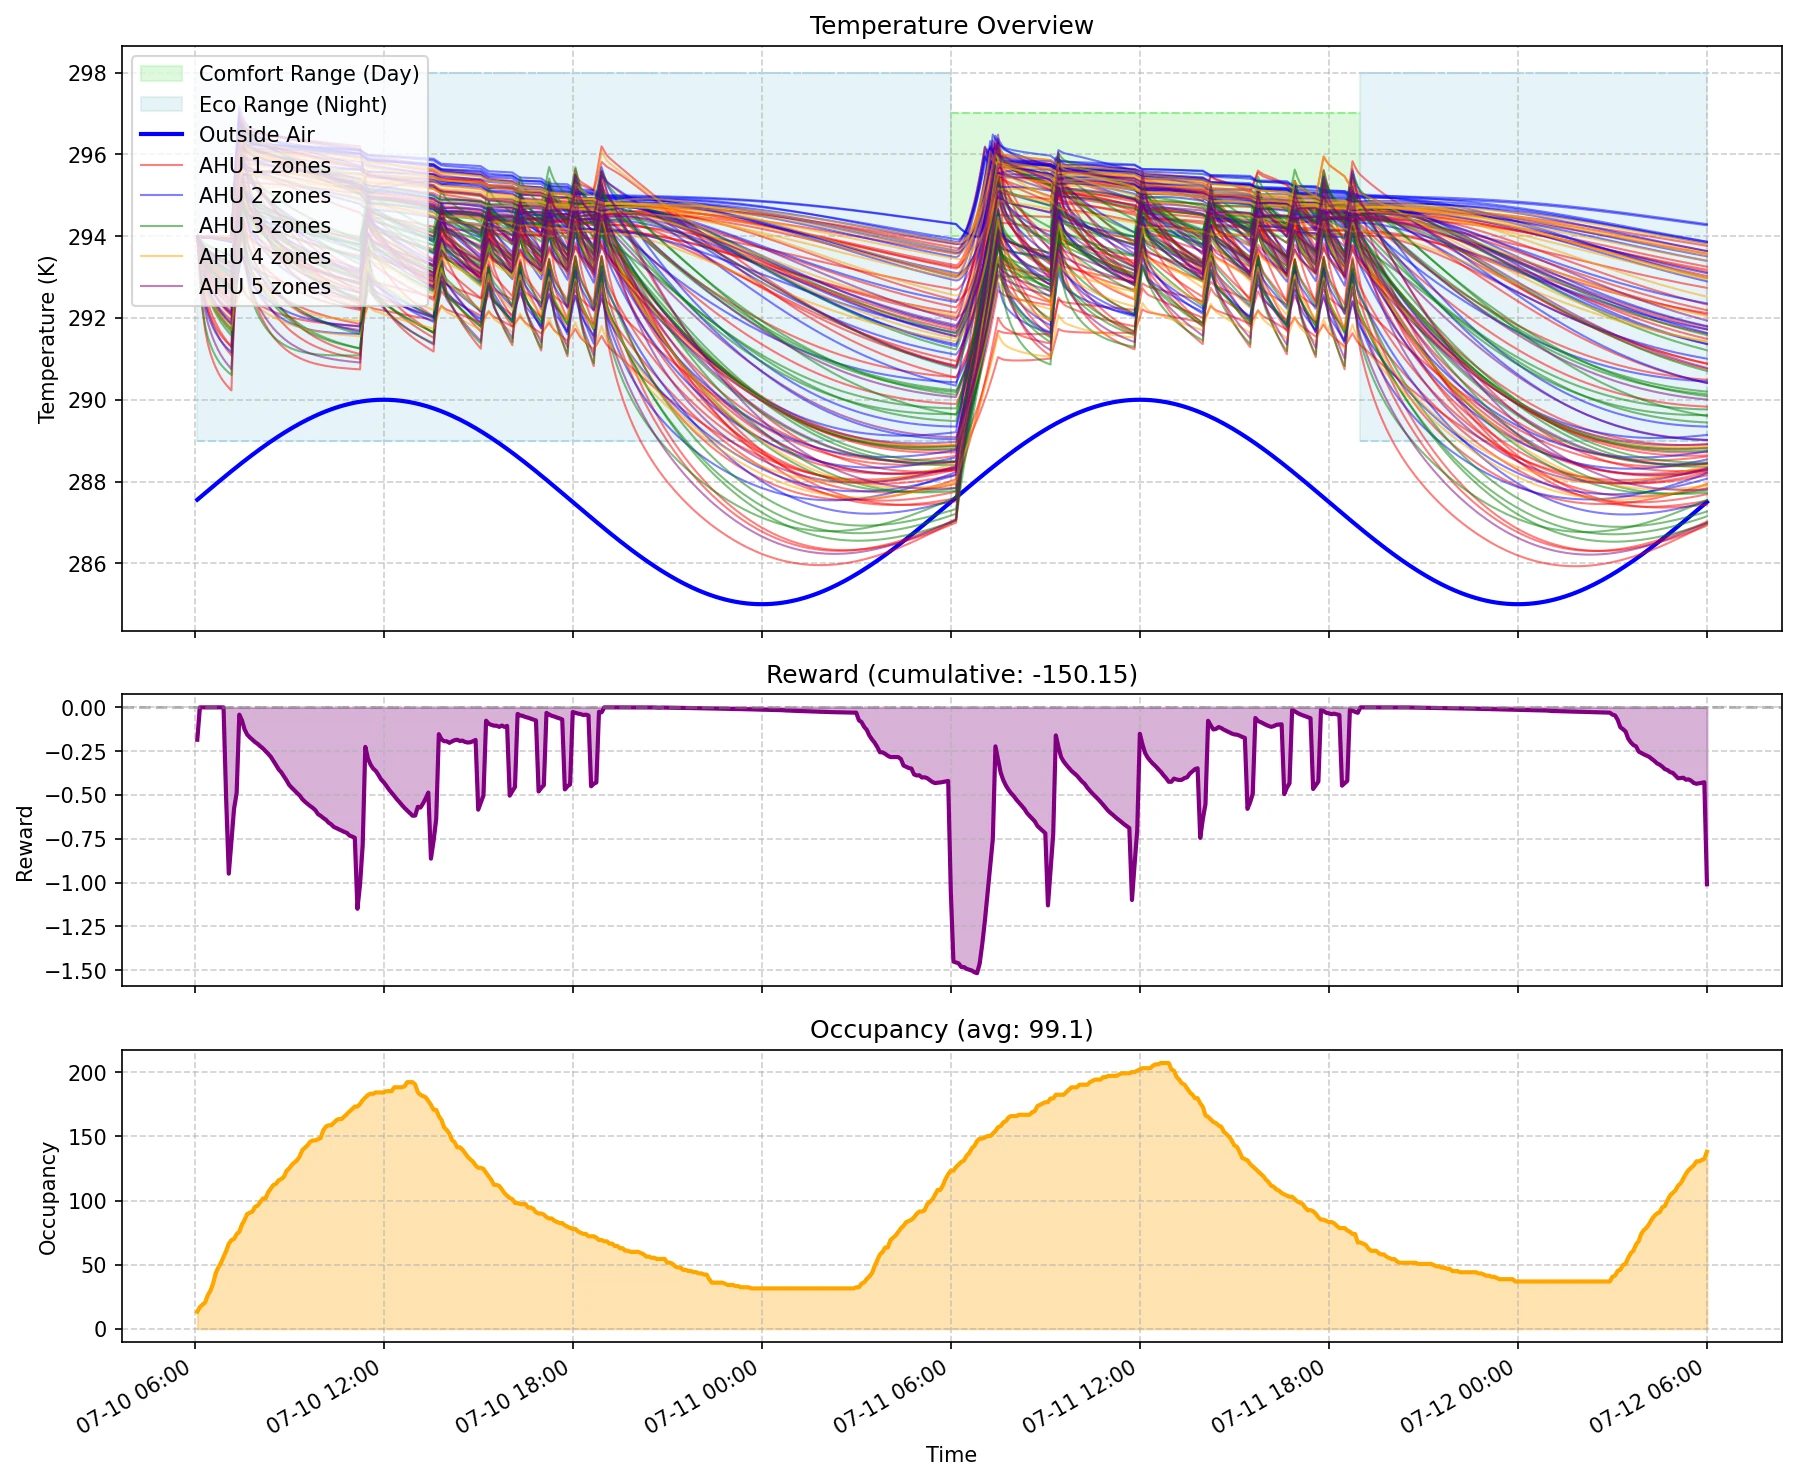 Temperature Overview
Temperature (K)
298
296
294
292
290
288
286
Comfort Range (Day)
Eco Range (Night)
Outside Air
AHU 1 zones
AHU 2 zones
AHU 3 zones
AHU 4 zones
AHU 5 zones
Reward (cumulative: -150.15)
Reward
0.00
−0.25
−0.50
−0.75
−1.00
−1.25
−1.50
Occupancy (avg: 99.1)
Occupancy
200
150
100
50
0
07-10 06:00
07-10 12:00
07-10 18:00
07-11 00:00
07-11 06:00
07-11 12:00
07-11 18:00
07-12 00:00
07-12 06:00
Time